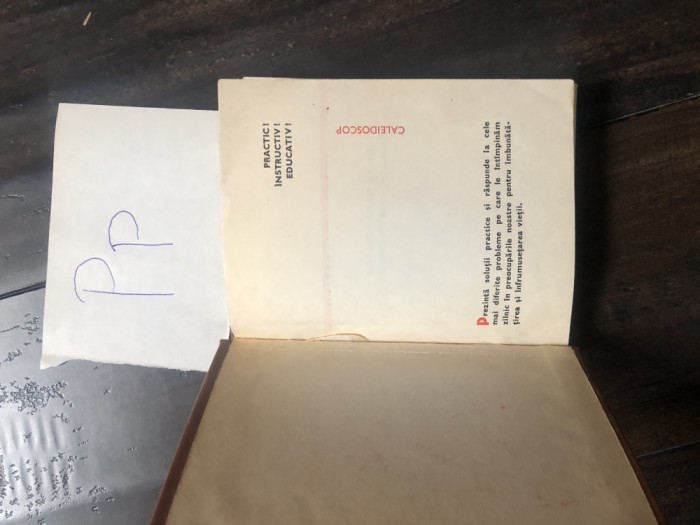 PRACTIC!
INSTRUCTIV!
EDUCATIV!
CALEIDOSCOP
Prezintă soluții practice și răspunde la cele
mai diferite probleme pe care le întîmpinăm
zilnic în preocupările noastre pentru îmbunătă-
țirea și înfrumusețarea vieții.
Pp